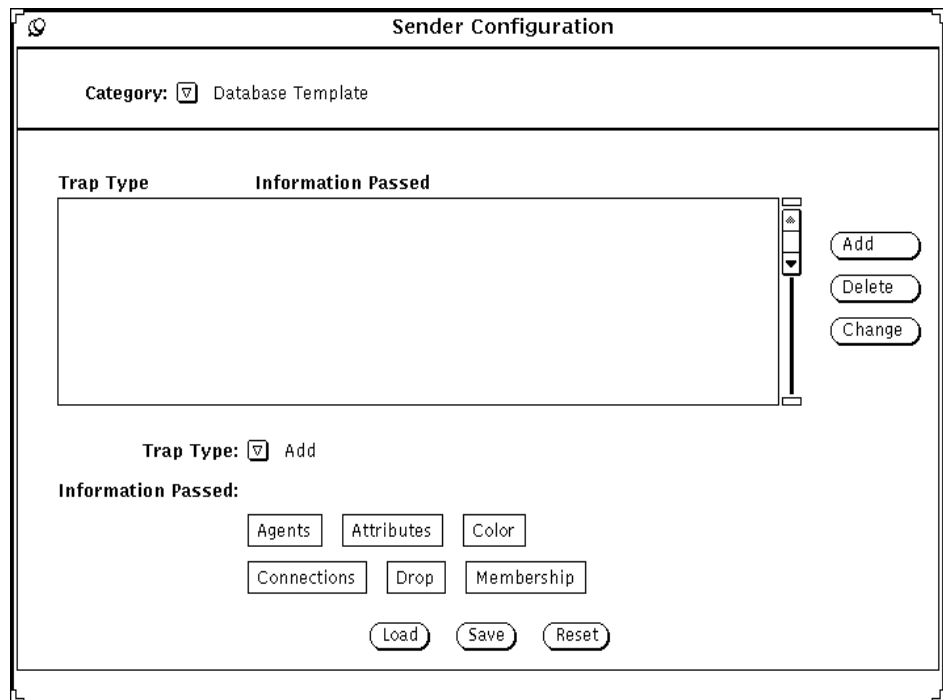 Sender Configuration
Category: Database Template
Trap Type Information Passed
Add
Delete
Change
Trap Type: Add
Information Passed:
Agents Attributes Color
Connections Drop Membership
Load Save Reset